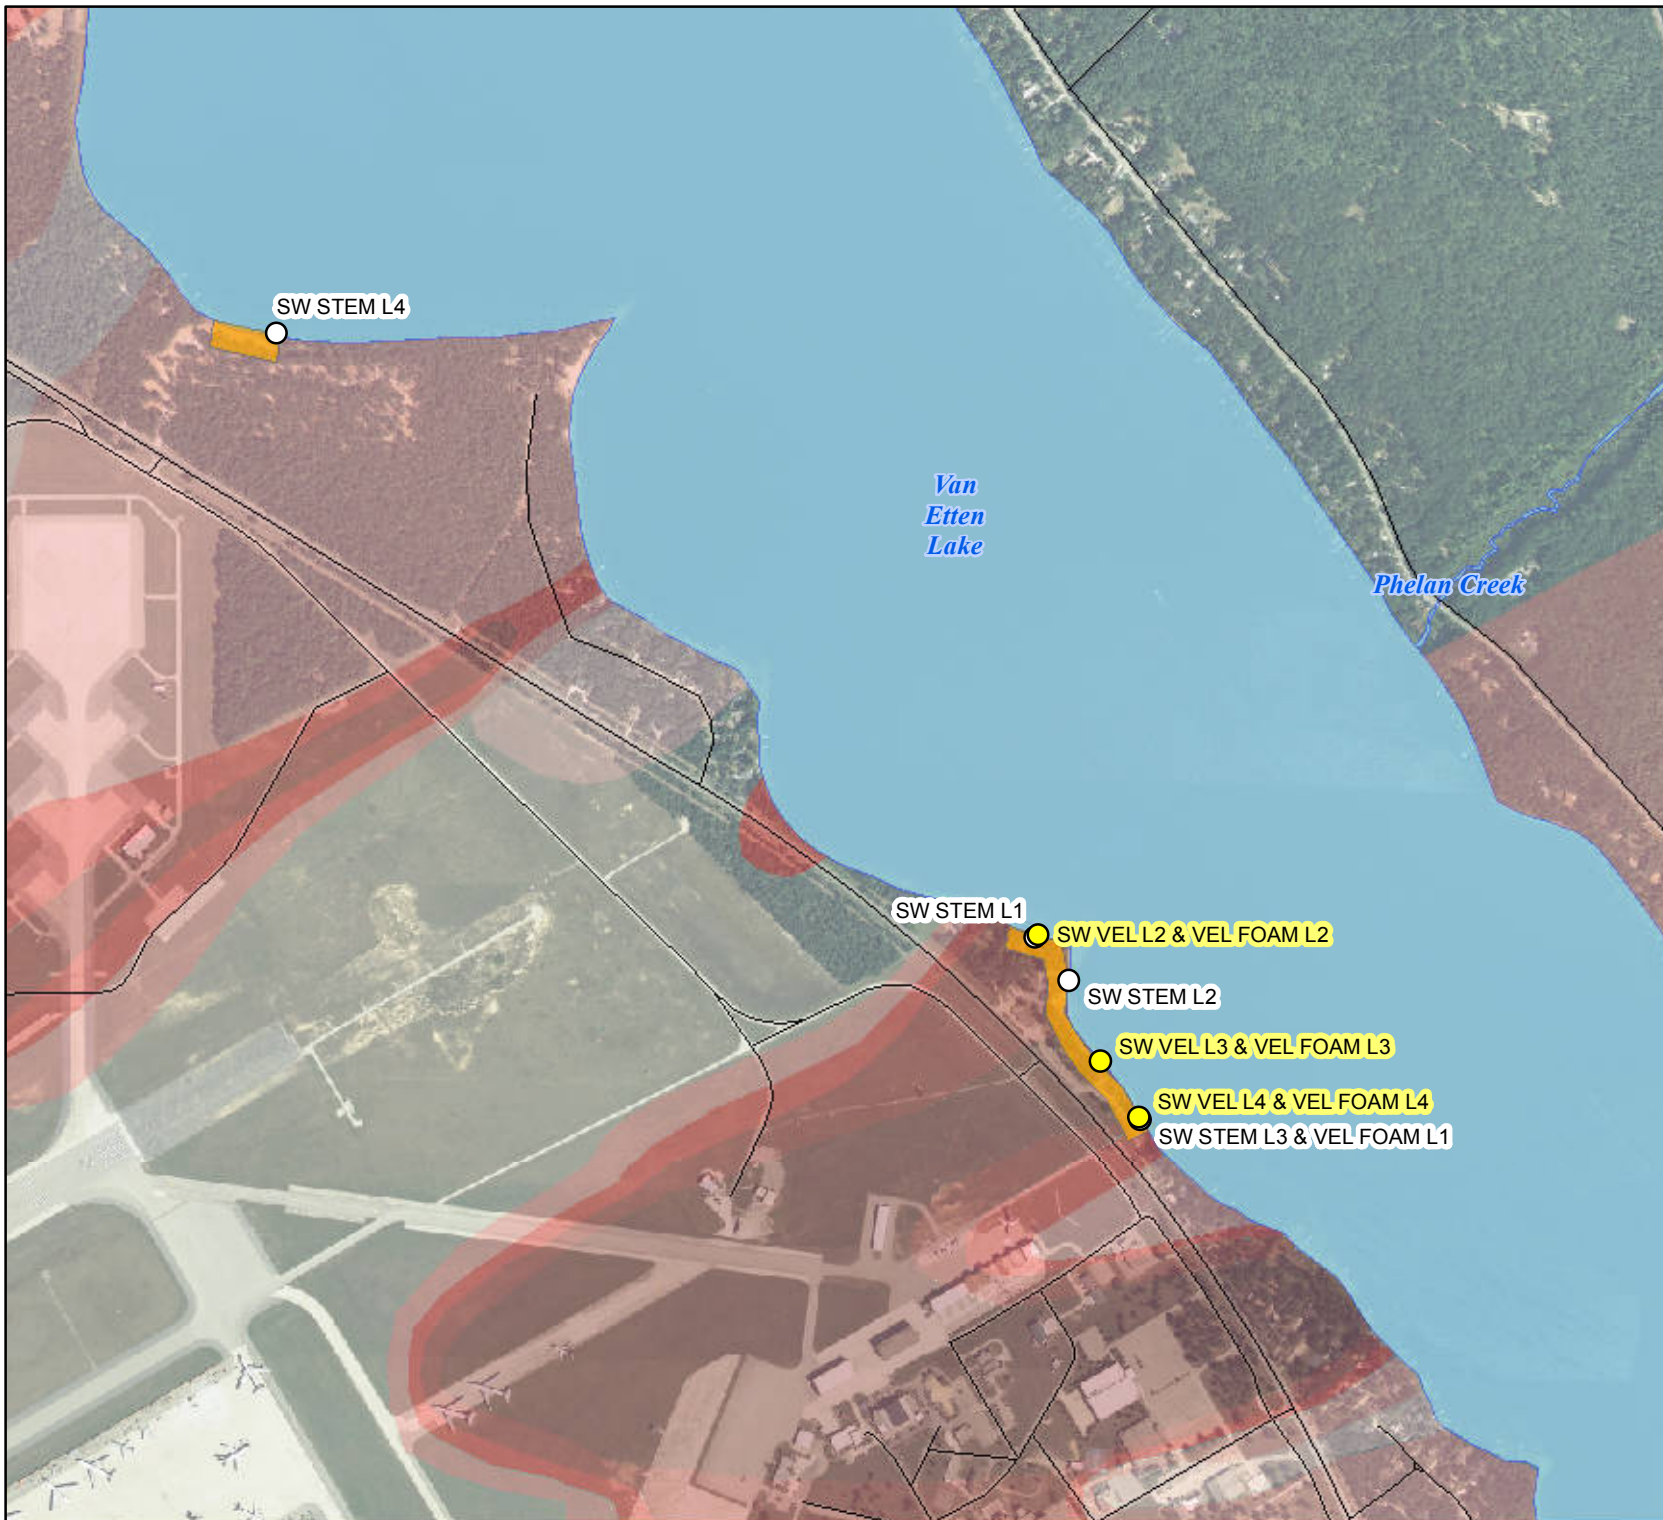 SW STEM L4
Van
Etten
Lake
Phelan Creek
SW STEM L1
SW VEL L2 & VEL FOAM L2
SW STEM L2
SW VEL L3 & VEL FOAM L3
SW VEL L4 & VEL FOAM L4
SW STEM L3 & VEL FOAM L1